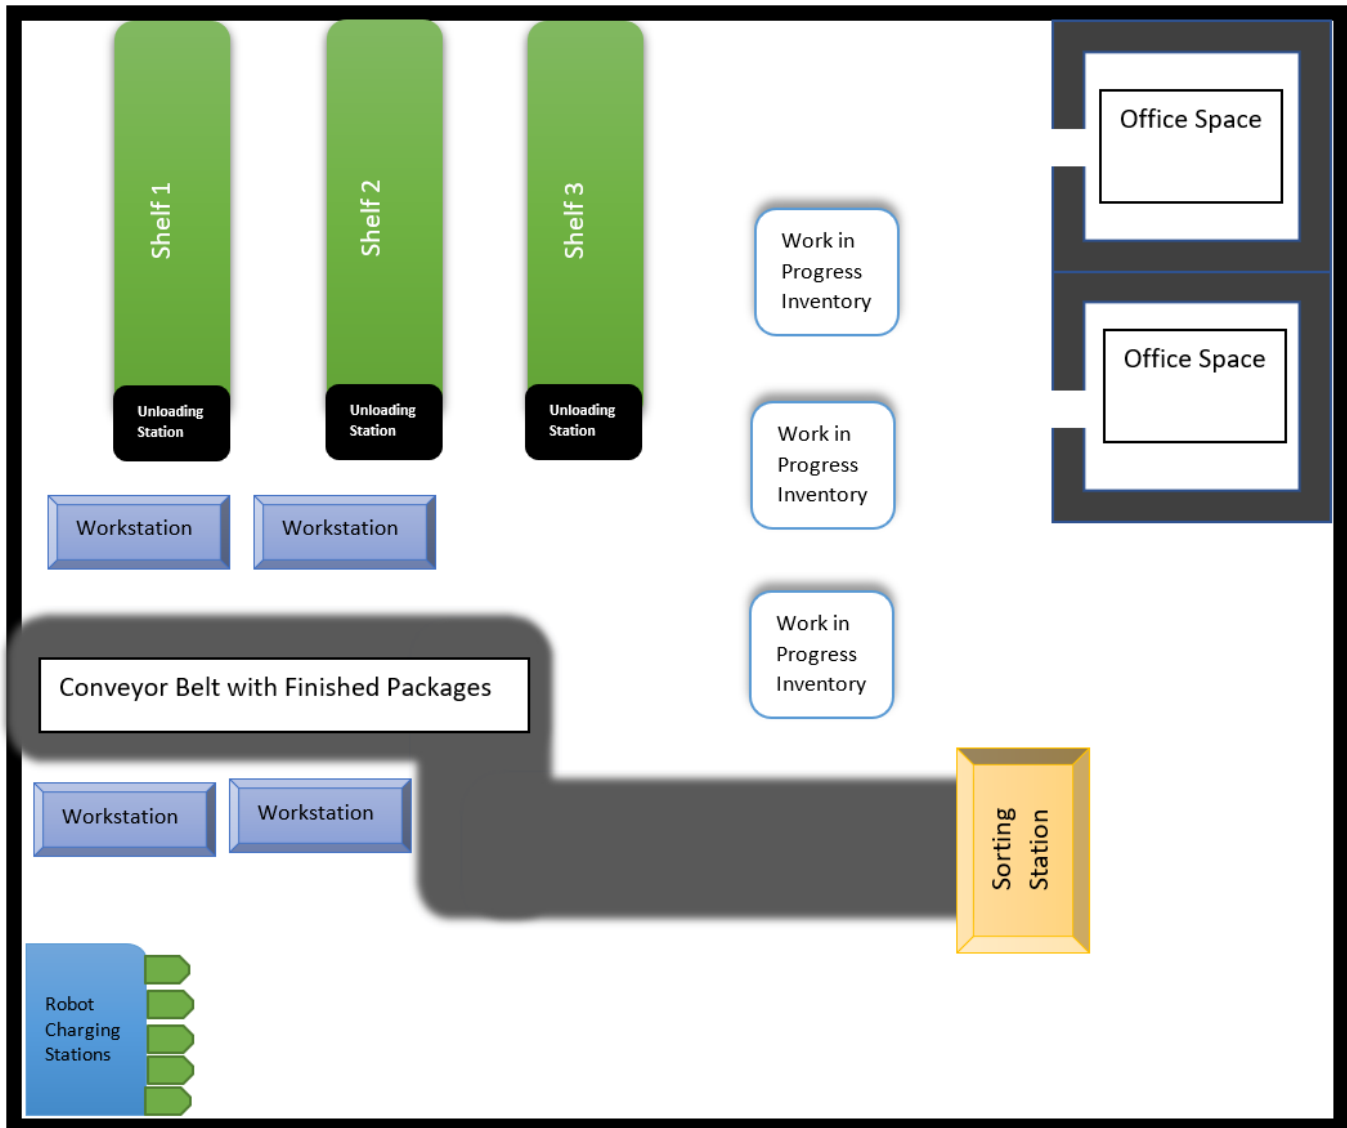 Shelf 1
Shelf 2
Shelf 3
Office Space
Work in
Progress
Inventory
Office Space
Unloading
Station
Unloading
Station
Unloading
Station
Work in
Progress
Inventory
Workstation
Workstation
Work in
Progress
Inventory
Conveyor Belt with Finished Packages
Workstation
Workstation
Sorting
Station
Robot
Charging
Stations